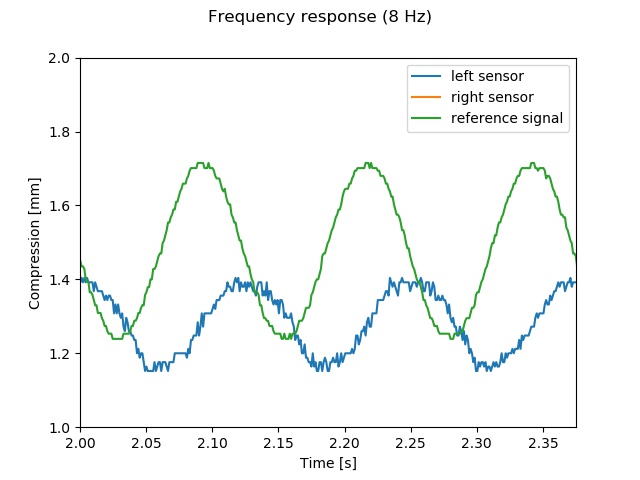 Frequency response (8 Hz)
2.0
1.8
1.6
1.4
1.2
1.0
Compression [mm]
left sensor
right sensor
reference signal
2.00 2.05 2.10 2.15 2.20 2.25 2.30 2.35
Time [s]